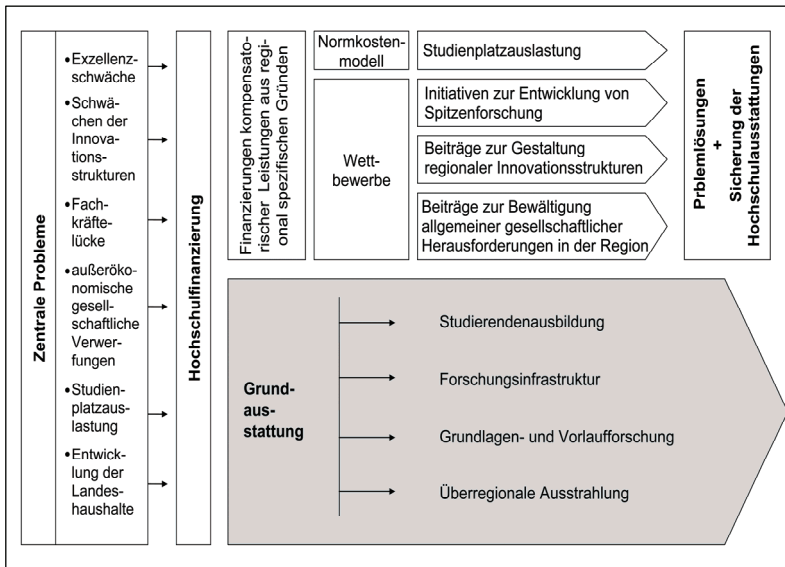 Zentrale Probleme
•Exzellenz-
schwäche
•Schwä-
chen der
Innova-
tions-
strukturen
•Fach-
kräfte-
lücke
•außeröko-
nomische
gesell-
schaftliche
Verwer-
fungen
•Studien-
platzaus-
lastung
•Entwick-
lung der
Landes-
haushalte
Hochschulfinanzierung
Finanzierungen kompensato-
rischer Leistungen aus regi-
onal spezifischen Gründen
Normkosten-
modell
Studienplatzauslastung
Wett-
bewerbe
Initiativen zur Entwicklung von
Spitzenforschung
Beiträge zur Gestaltung
regionaler Innovationsstrukturen
Beiträge zur Bewältigung
allgemeiner gesellschaftlicher
Herausforderungen in der Region
Prblemlösungen
+
Sicherung der
Hochschulausstattungen
Grund-
aus-
stattung
Studierendenausbildung
Forschungsinfrastruktur
Grundlagen- und Vorlaufforschung
Überregionale Ausstrahlung